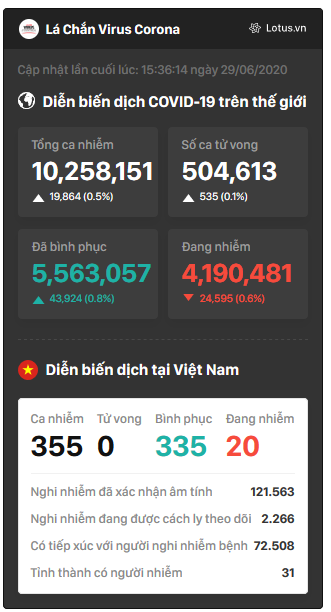 Lá Chắn Virus Corona
Lotus.vn
Cập nhật lần cuối lúc: 15:36:14 ngày 29/06/2020
Diễn biến dịch COVID-19 trên thế giới
Tổng ca nhiễm
Số ca tử vong
10,258,151
504,613
19,864 (0.5%)
535 (0.1%)
Đã bình phục
Đang nhiễm
5,563,057
4,190,481
43,924 (0.8%)
24,595 (0.6%)
Diễn biến dịch tại Việt Nam
Ca nhiễm Tử vong Bình phục Đang nhiễm
355 0 335 20
Nghi nhiễm đã xác nhận âm tính 121.563
Nghi nhiễm đang được cách ly theo dõi 2.266
Có tiếp xúc với người nghi nhiễm bệnh 72.508
Tỉnh thành có người nhiễm 31